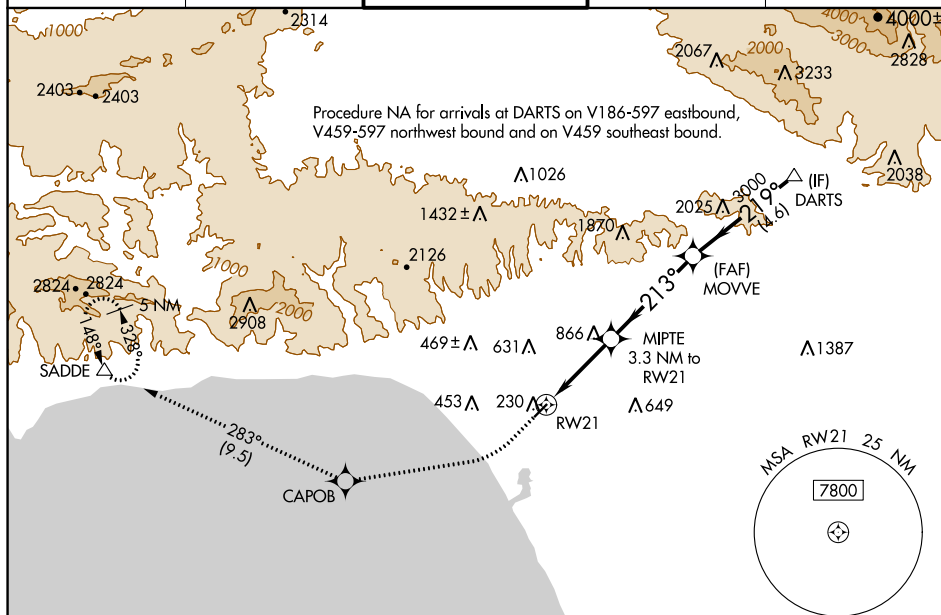 1000
2314
4000
4000±
3000
2828
2067
2000
3233
2403
2403
Procedure NA for arrivals at DARTS on V186-597 eastbound,
V459-597 northwest bound and on V459 southeast bound.
1026
2038
(IF)
DARTS
3000
219°
(4.6)
2025
1432 ±
1870
2126
1000
(FAF)
MOVVE
213°
2824
2824
5 NM
2000
2908
148°
328°
SADDE
469 ±
631
866
MIPTE
3.3 NM to
RW21
1387
453
230
RW21
649
283°
(9.5)
CAPOB
MSA RW21 25 NM
7800